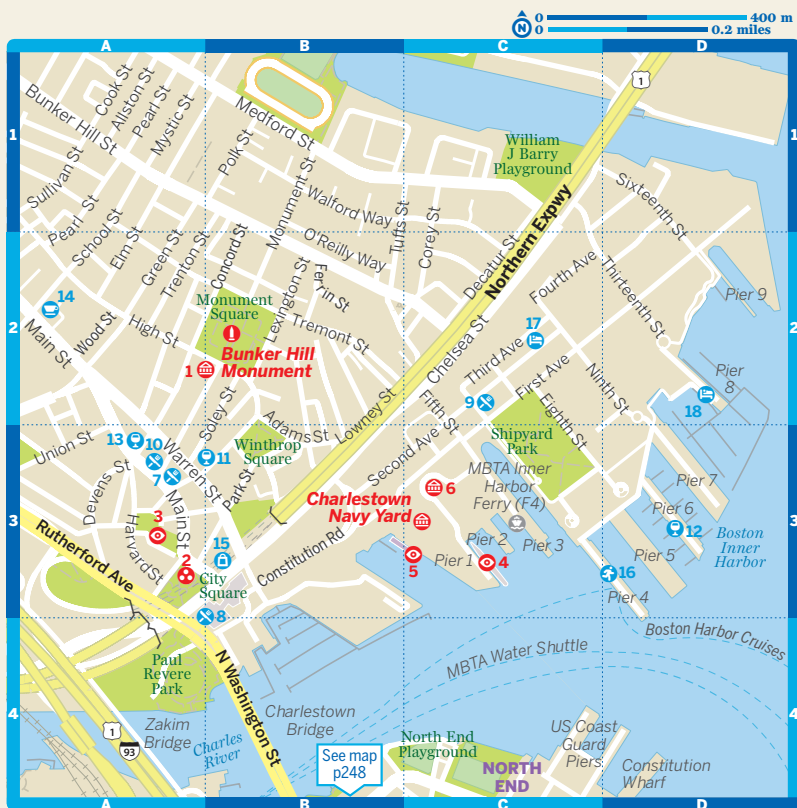 0 400 m
N 0 0.2 miles
A B C D
1
1
Cook St
Allston St
Pearl St
Mystic St
Bunker Hill St
Medford St
Polk St
Monument St
Walford Way
William
J Barry
Playground
1
Sullivan St
Pearl St
School St
Elm St
Green St
Trenton St
Concord St
O'Reilly Way
Tufts St
Corey St
Decatur St
Northern Expwy
Sixteenth St
Thirteenth St
Fourth Ave
Pier 9
2
2
14
Main St
Wood St
High St
Monument
Square
Lexington St
Ferrin St
Tremont St
Bunker Hill
Monument
1
Chelsea St
17
Third Ave
First Ave
Fifth St
9
Eighth St
Ninth St
Pier
8
18
Soley St
Adams St
Lowney St
Second Ave
Shipyard
Park
13
10
Union St
7
Warren St
11
Winthrop
Square
Park St
Devens St
Harvard St
Main St
3
3
3
MBTA Inner
Harbor
Ferry (F4)
6
Charlestown
Navy Yard
Pier 7
Pier 6
12
Boston
Inner
Harbor
Rutherford Ave
15
2
City
Square
Constitution Rd
Pier 1
Pier 2
Pier 3
5
4
Pier 5
16
Pier 4
8
Boston Harbor Cruises
MBTA Water Shuttle
Paul
Revere
Park
N Washington St
4
4
1
93
Zakim
Bridge
Charles
River
Charlestown
Bridge
See map
p248
North End
Playground
NORTH
END
US Coast
Guard
Piers
Constitution
Wharf
A B C D